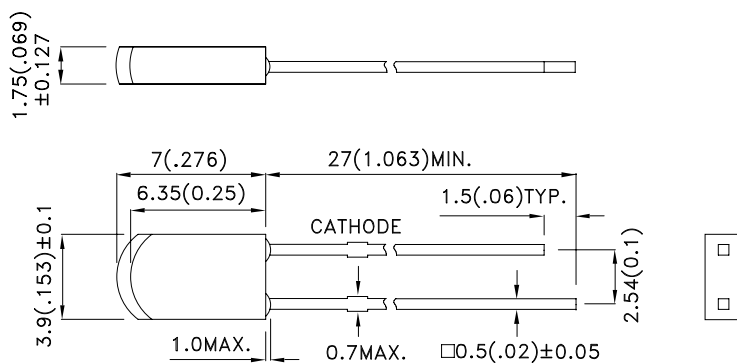 1.75(.069)
±0.127
7(.276)
27(1.063)MIN.
6.35(0.25)
1.5(.06)TYP.
CATHODE
3.9(.153)±0.1
2.54(0.1)
1.0MAX.
0.7MAX.
□0.5(.02)±0.05